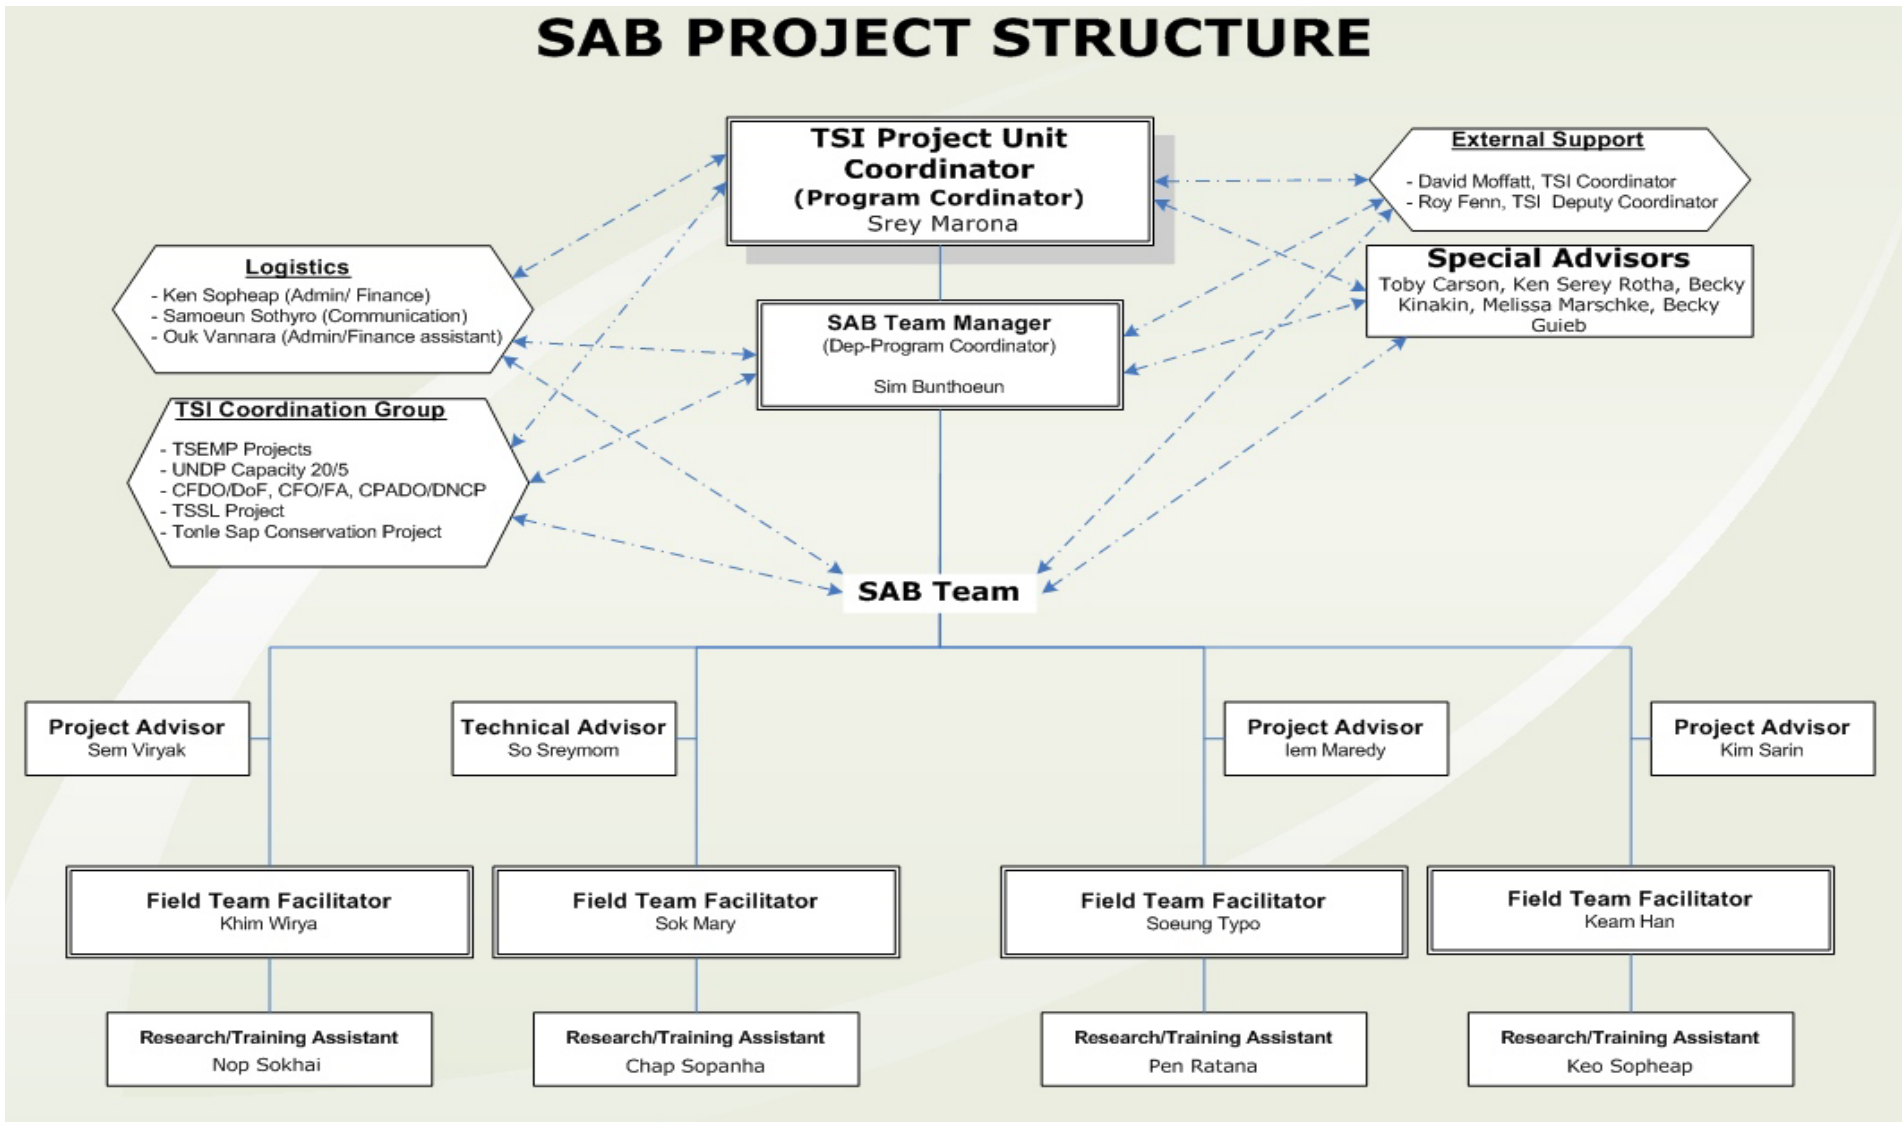 SAB PROJECT STRUCTURE
TSI Project Unit
Coordinator
(Program Cordinator)
Srey Marona
External Support
- David Moffatt, TSI Coordinator
- Roy Fenn, TSI Deputy Coordinator
Logistics
- Ken Sopheap (Admin/ Finance)
- Samoeun Sothyro (Communication)
- Ouk Vannara (Admin/Finance assistant)
SAB Team Manager
(Dep-Program Coordinator)
Sim Bunthoeun
Special Advisors
Toby Carson, Ken Serey Rotha, Becky
Kinakin, Melissa Marschke, Becky
Guieb
TSI Coordination Group
- TSEMP Projects
- UNDP Capacity 20/5
- CFDO/DoF, CFO/FA, CPADO/DNCP
- TSSL Project
- Tonle Sap Conservation Project
SAB Team
Project Advisor
Sem Viryak
Technical Advisor
So Sreymom
Project Advisor
Iem Maredy
Project Advisor
Kim Sarin
Field Team Facilitator
Khim Wirya
Field Team Facilitator
Sok Mary
Field Team Facilitator
Soeung Typo
Field Team Facilitator
Keam Han
Research/Training Assistant
Nop Sokhai
Research/Training Assistant
Chap Sopanha
Research/Training Assistant
Pen Ratana
Research/Training Assistant
Keo Sopheap